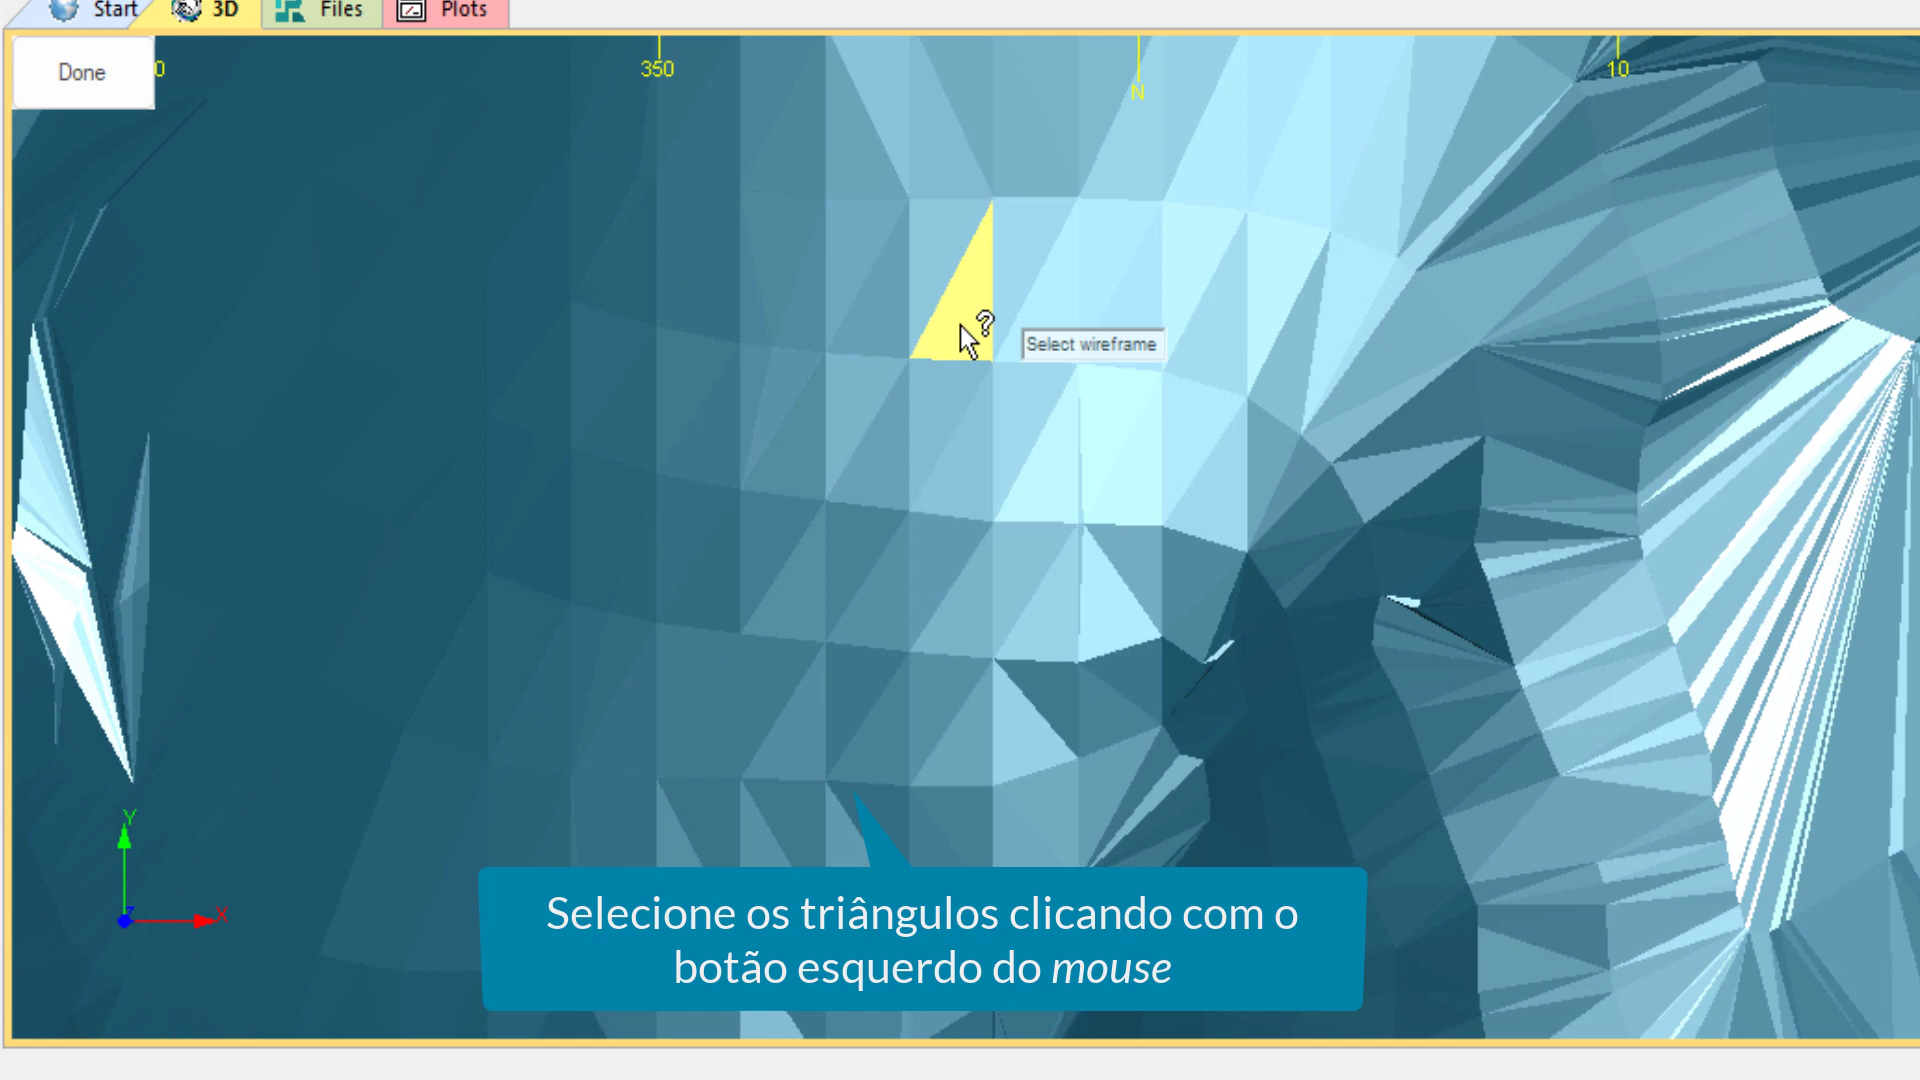 Start 3D Files Plots
Done
0 350 N 10
Select wireframe
Y
Z X
Selecione os triângulos clicando com o
botão esquerdo do mouse